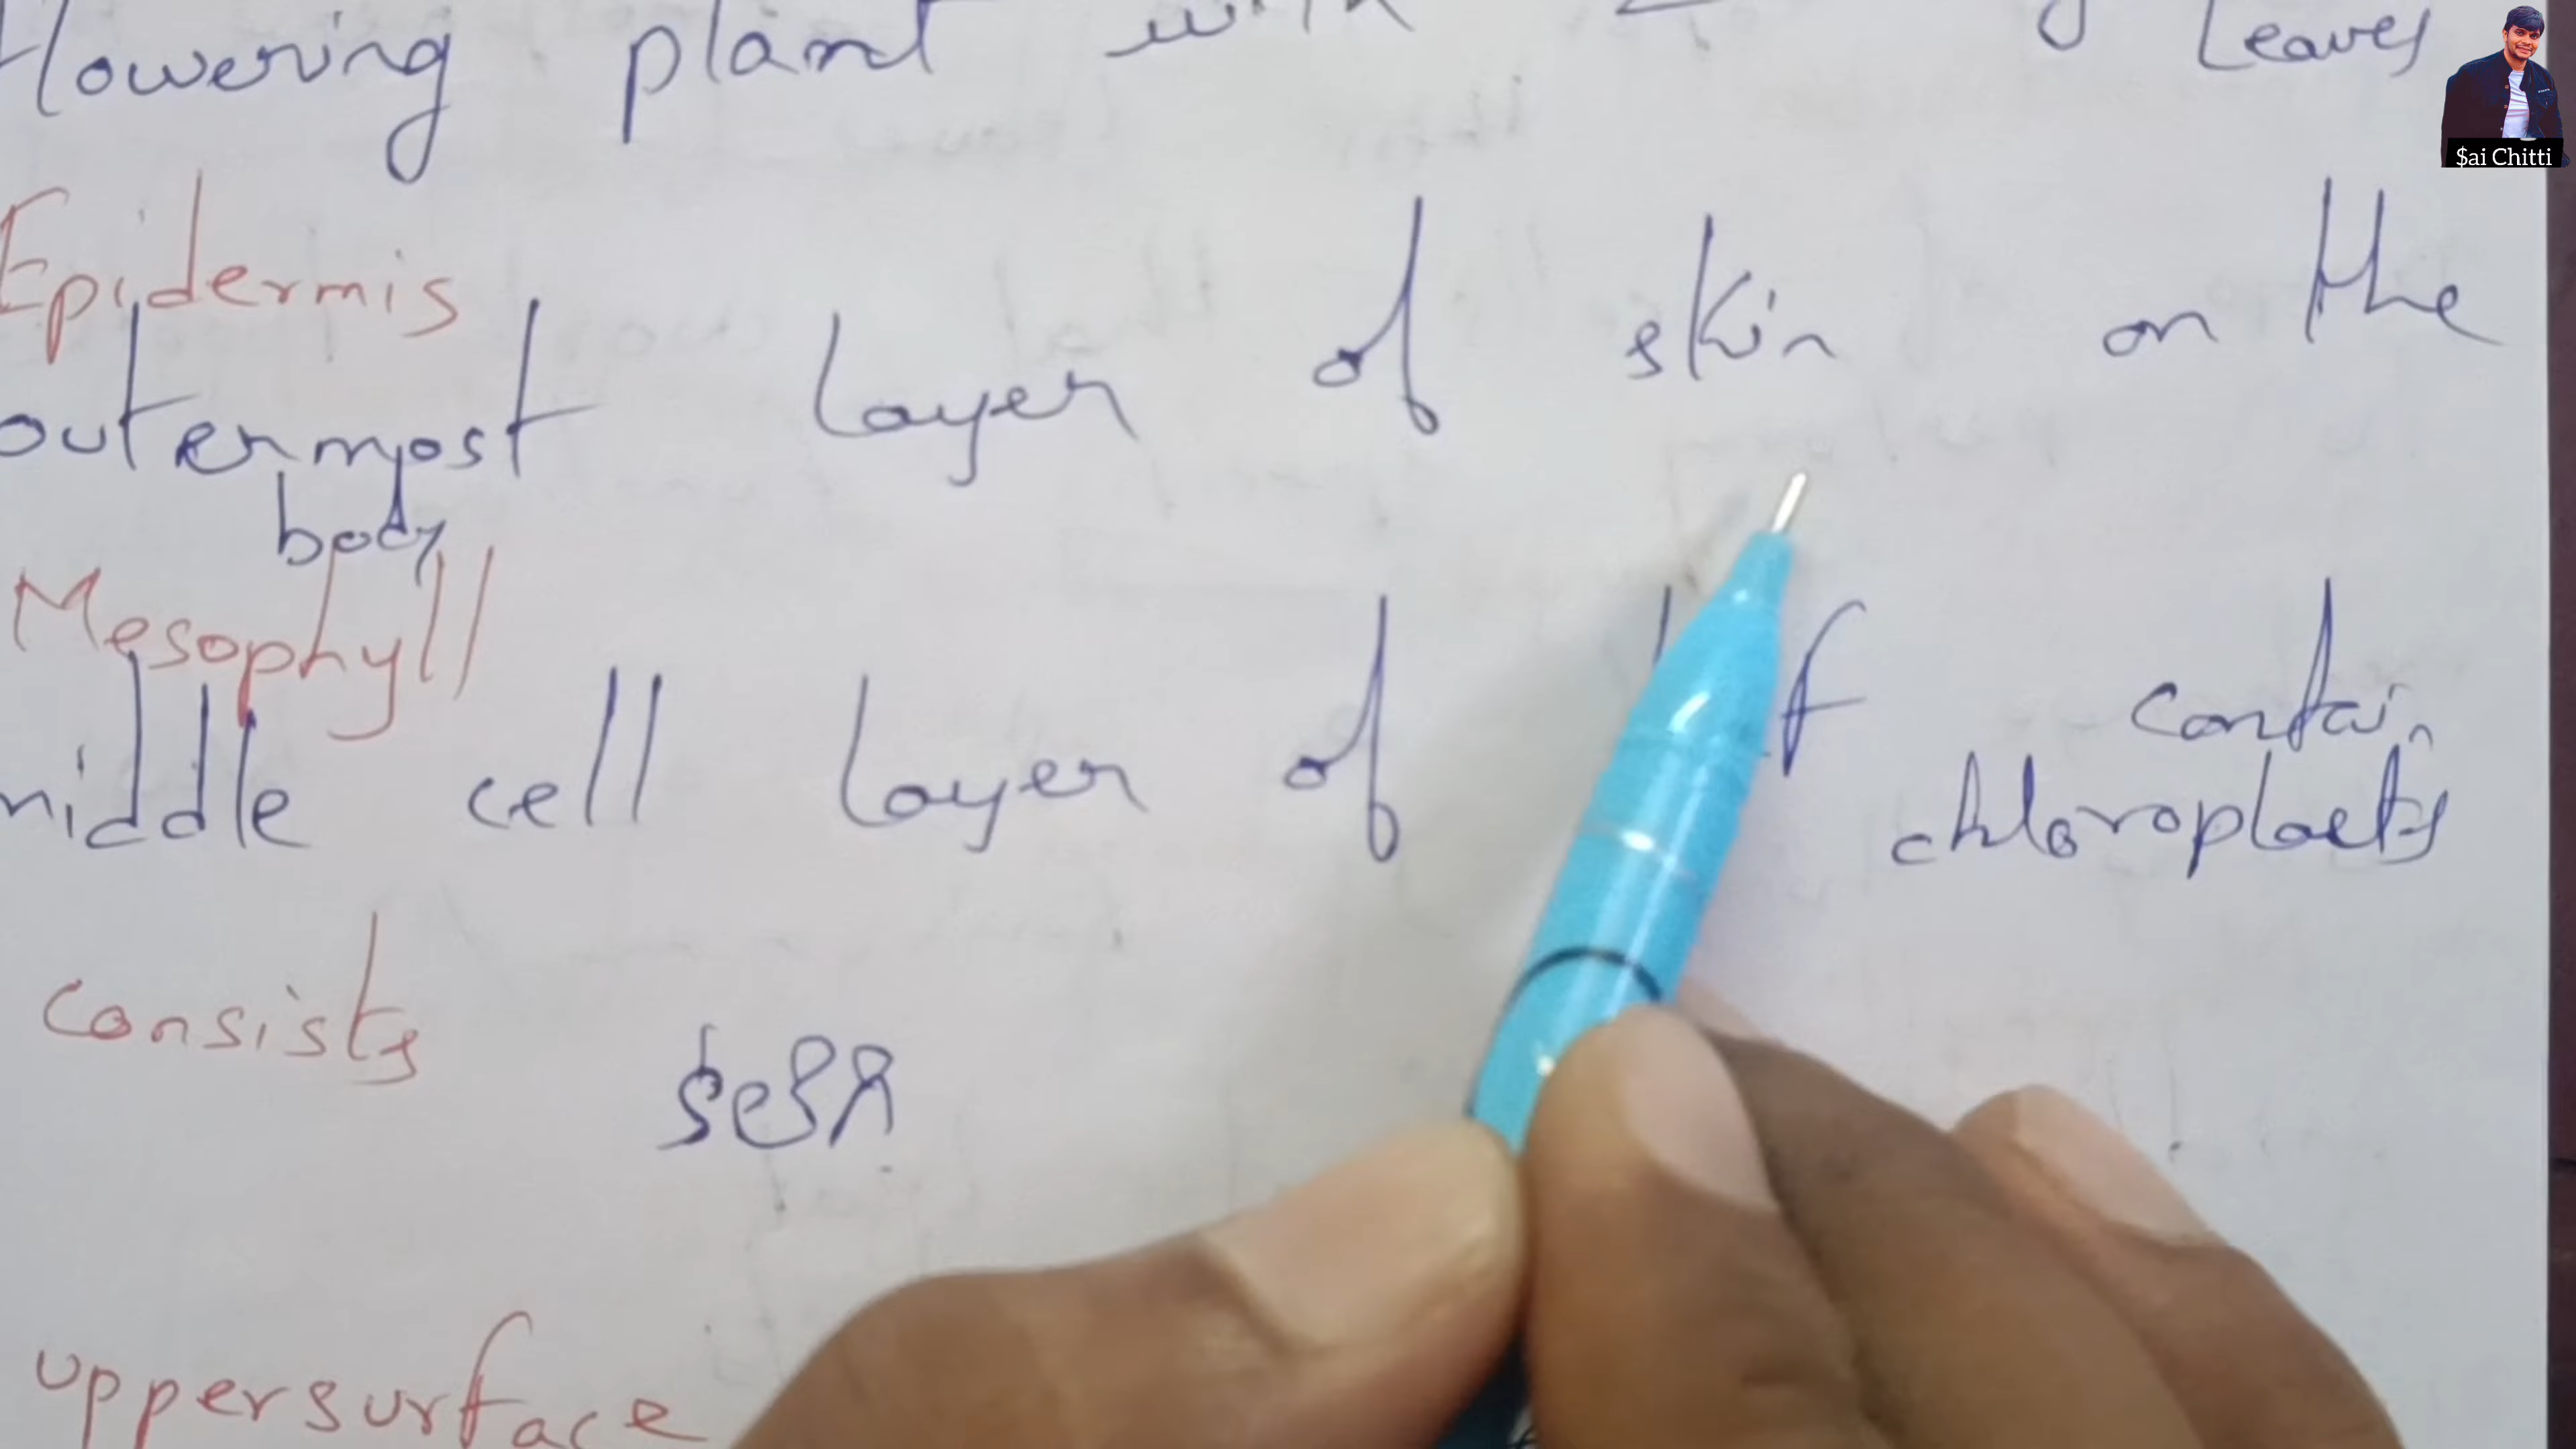 flowering plant with leaves
$ai Chitti
Epidermis
outermost layer of skin on the
body
Mesophyll
middle cell layer of contain
chloroplasts
consists
uppersurface